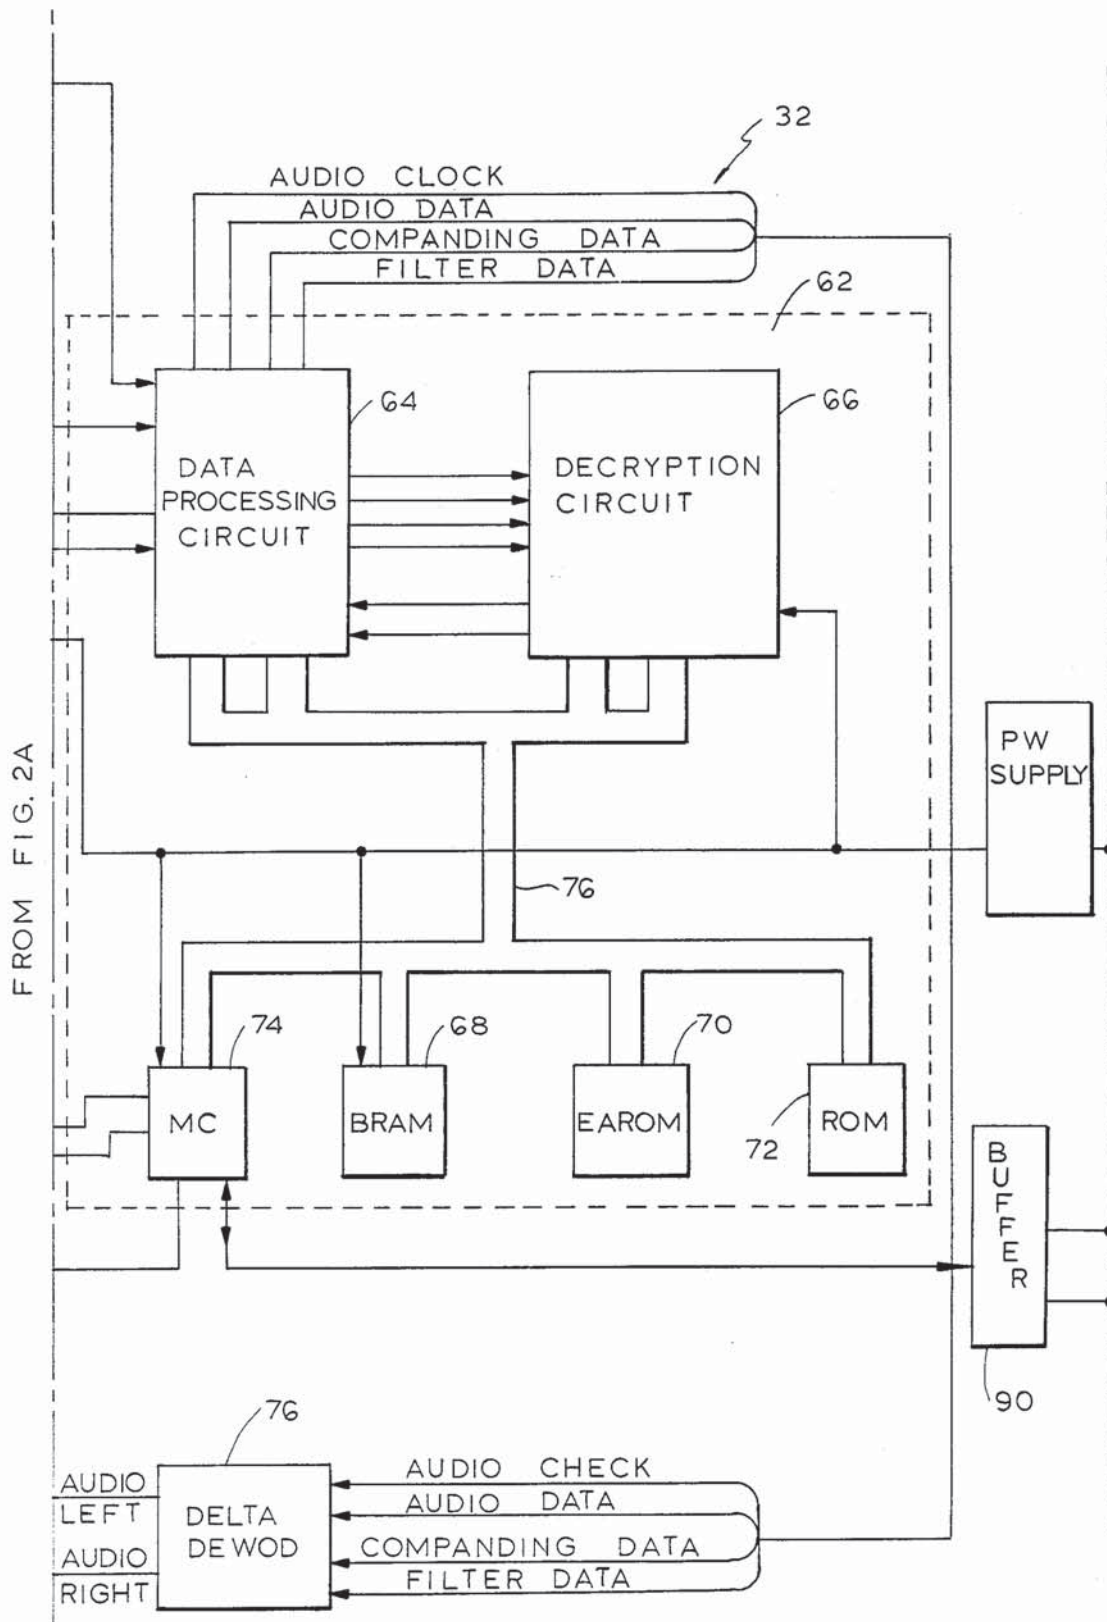 32
AUDIO CLOCK
AUDIO DATA
COMPANDING DATA
FILTER DATA
62
64
66
DATA
PROCESSING
CIRCUIT
DECRYPTION
CIRCUIT
PW
SUPPLY
FROM FIG. 2A
76
74
68
70
72
MC
BRAM
EAROM
ROM
BUFFER
90
76
AUDIO
LEFT
AUDIO
RIGHT
DELTA
DEWOD
AUDIO CHECK
AUDIO DATA
COMPANDING DATA
FILTER DATA